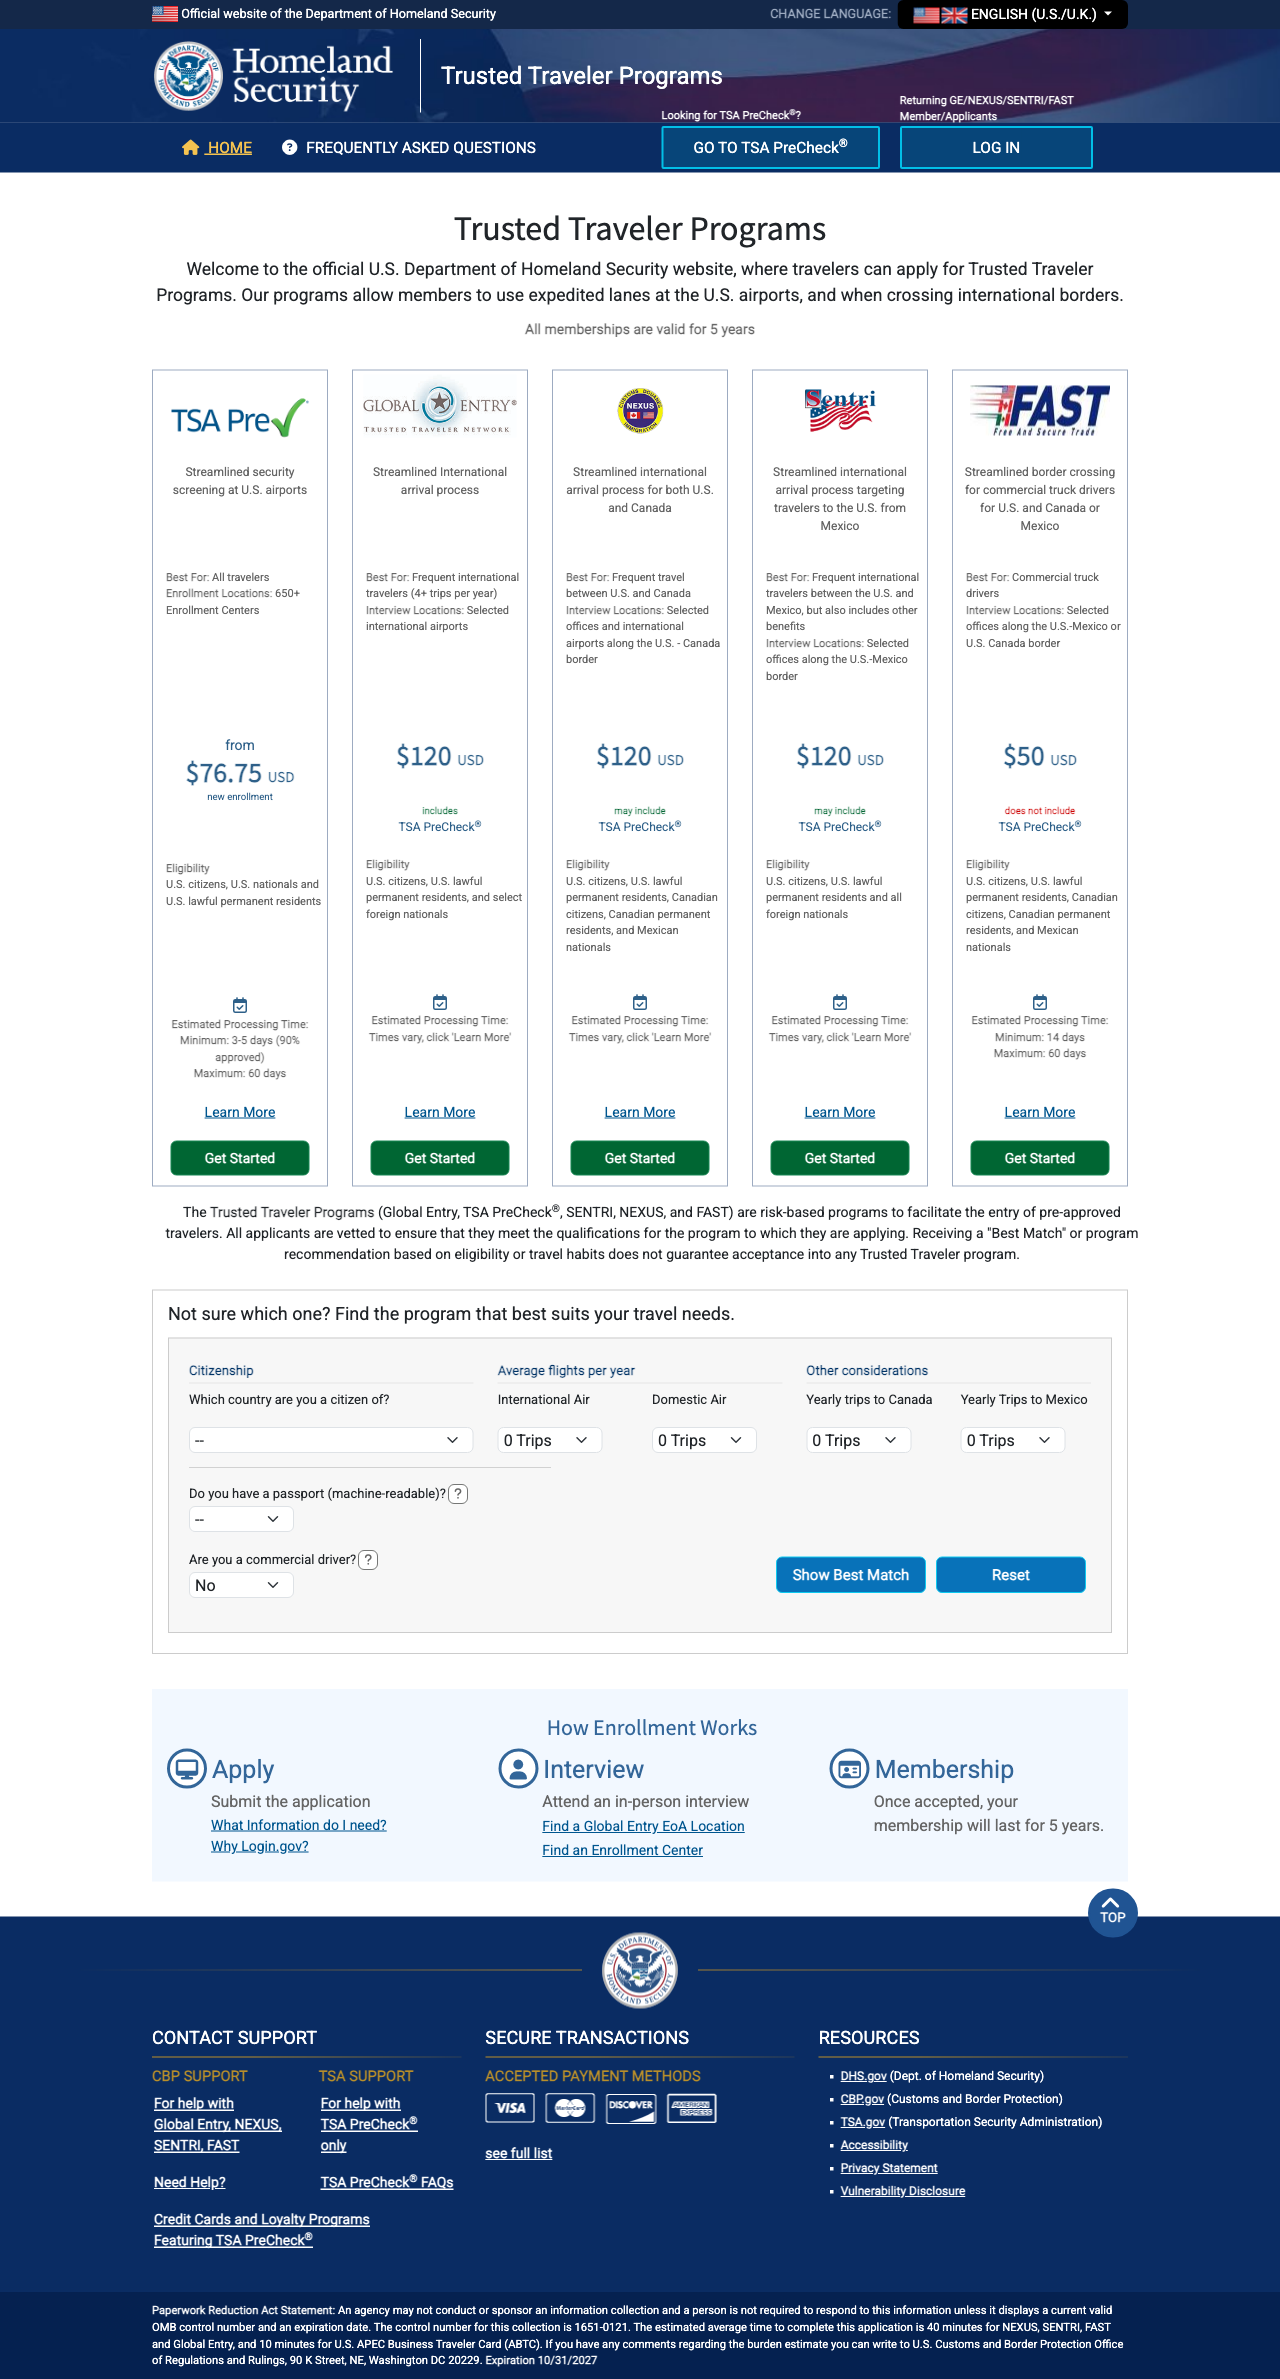 Official website of the Department of Homeland Security
CHANGE LANGUAGE: ENGLISH (U.S./U.K.)
Homeland
Security
Trusted Traveler Programs
Looking for TSA PreCheck®?
Returning GE/NEXUS/SENTRI/FAST
Member/Applicants
HOME
FREQUENTLY ASKED QUESTIONS
GO TO TSA PreCheck®
LOG IN
Trusted Traveler Programs
Welcome to the official U.S. Department of Homeland Security website, where travelers can apply for Trusted Traveler
Programs. Our programs allow members to use expedited lanes at the U.S. airports, and when crossing international borders.
All memberships are valid for 5 years
TSA Pre
Streamlined security
screening at U.S. airports
Best For: All travelers
Enrollment Locations: 650+
Enrollment Centers
from
$76.75 USD
new enrollment
Eligibility
U.S. citizens, U.S. nationals and
U.S. lawful permanent residents
Estimated Processing Time:
Minimum: 3-5 days (90%
approved)
Maximum: 60 days
Learn More
Get Started
GLOBAL ENTRY®
TRUSTED TRAVELER NETWORK
Streamlined International
arrival process
Best For: Frequent international
travelers (4+ trips per year)
Interview Locations: Selected
international airports
$120 USD
includes
TSA PreCheck®
Eligibility
U.S. citizens, U.S. lawful
permanent residents, and select
foreign nationals
Estimated Processing Time:
Times vary, click 'Learn More'
Learn More
Get Started
NEXUS
Streamlined international
arrival process for both U.S.
and Canada
Best For: Frequent travel
between U.S. and Canada
Interview Locations: Selected
offices and international
airports along the U.S. - Canada
border
$120 USD
may include
TSA PreCheck®
Eligibility
U.S. citizens, U.S. lawful
permanent residents, Canadian
citizens, Canadian permanent
residents, and Mexican
nationals
Estimated Processing Time:
Times vary, click 'Learn More'
Learn More
Get Started
Sentri
Streamlined international
arrival process targeting
travelers to the U.S. from
Mexico
Best For: Frequent international
travelers between the U.S. and
Mexico, but also includes other
benefits
Interview Locations: Selected
offices along the U.S.-Mexico
border
$120 USD
may include
TSA PreCheck®
Eligibility
U.S. citizens, U.S. lawful
permanent residents and all
foreign nationals
Estimated Processing Time:
Times vary, click 'Learn More'
Learn More
Get Started
FAST
Free And Secure Trade
Streamlined border crossing
for commercial truck drivers
for U.S. and Canada or
Mexico
Best For: Commercial truck
drivers
Interview Locations: Selected
offices along the U.S.-Mexico or
U.S. Canada border
$50 USD
does not include
TSA PreCheck®
Eligibility
U.S. citizens, U.S. lawful
permanent residents, Canadian
citizens, Canadian permanent
residents, and Mexican
nationals
Estimated Processing Time:
Minimum: 14 days
Maximum: 60 days
Learn More
Get Started
The Trusted Traveler Programs (Global Entry, TSA PreCheck®, SENTRI, NEXUS, and FAST) are risk-based programs to facilitate the entry of pre-approved
travelers. All applicants are vetted to ensure that they meet the qualifications for the program to which they are applying. Receiving a "Best Match" or program
recommendation based on eligibility or travel habits does not guarantee acceptance into any Trusted Traveler program.
Not sure which one? Find the program that best suits your travel needs.
Citizenship
Which country are you a citizen of?
--
Average flights per year
International Air
0 Trips
Domestic Air
0 Trips
Other considerations
Yearly trips to Canada
0 Trips
Yearly Trips to Mexico
0 Trips
Do you have a passport (machine-readable)? ?
--
Are you a commercial driver? ?
No
Show Best Match
Reset
How Enrollment Works
Apply
Submit the application
What Information do I need?
Why Login.gov?
Interview
Attend an in-person interview
Find a Global Entry EoA Location
Find an Enrollment Center
Membership
Once accepted, your
membership will last for 5 years.
TOP
CONTACT SUPPORT
CBP SUPPORT
For help with
Global Entry, NEXUS,
SENTRI, FAST
Need Help?
TSA SUPPORT
For help with
TSA PreCheck®
only
TSA PreCheck® FAQs
Credit Cards and Loyalty Programs
Featuring TSA PreCheck®
SECURE TRANSACTIONS
ACCEPTED PAYMENT METHODS
VISA MasterCard DISCOVER AMERICAN EXPRESS
see full list
RESOURCES
DHS.gov (Dept. of Homeland Security)
CBP.gov (Customs and Border Protection)
TSA.gov (Transportation Security Administration)
Accessibility
Privacy Statement
Vulnerability Disclosure
Paperwork Reduction Act Statement: An agency may not conduct or sponsor an information collection and a person is not required to respond to this information unless it displays a current valid
OMB control number and an expiration date. The control number for this collection is 1651-0121. The estimated average time to complete this application is 40 minutes for NEXUS, SENTRI, FAST
and Global Entry, and 10 minutes for U.S. APEC Business Traveler Card (ABTC). If you have any comments regarding the burden estimate you can write to U.S. Customs and Border Protection Office
of Regulations and Rulings, 90 K Street, NE, Washington DC 20229. Expiration 10/31/2027